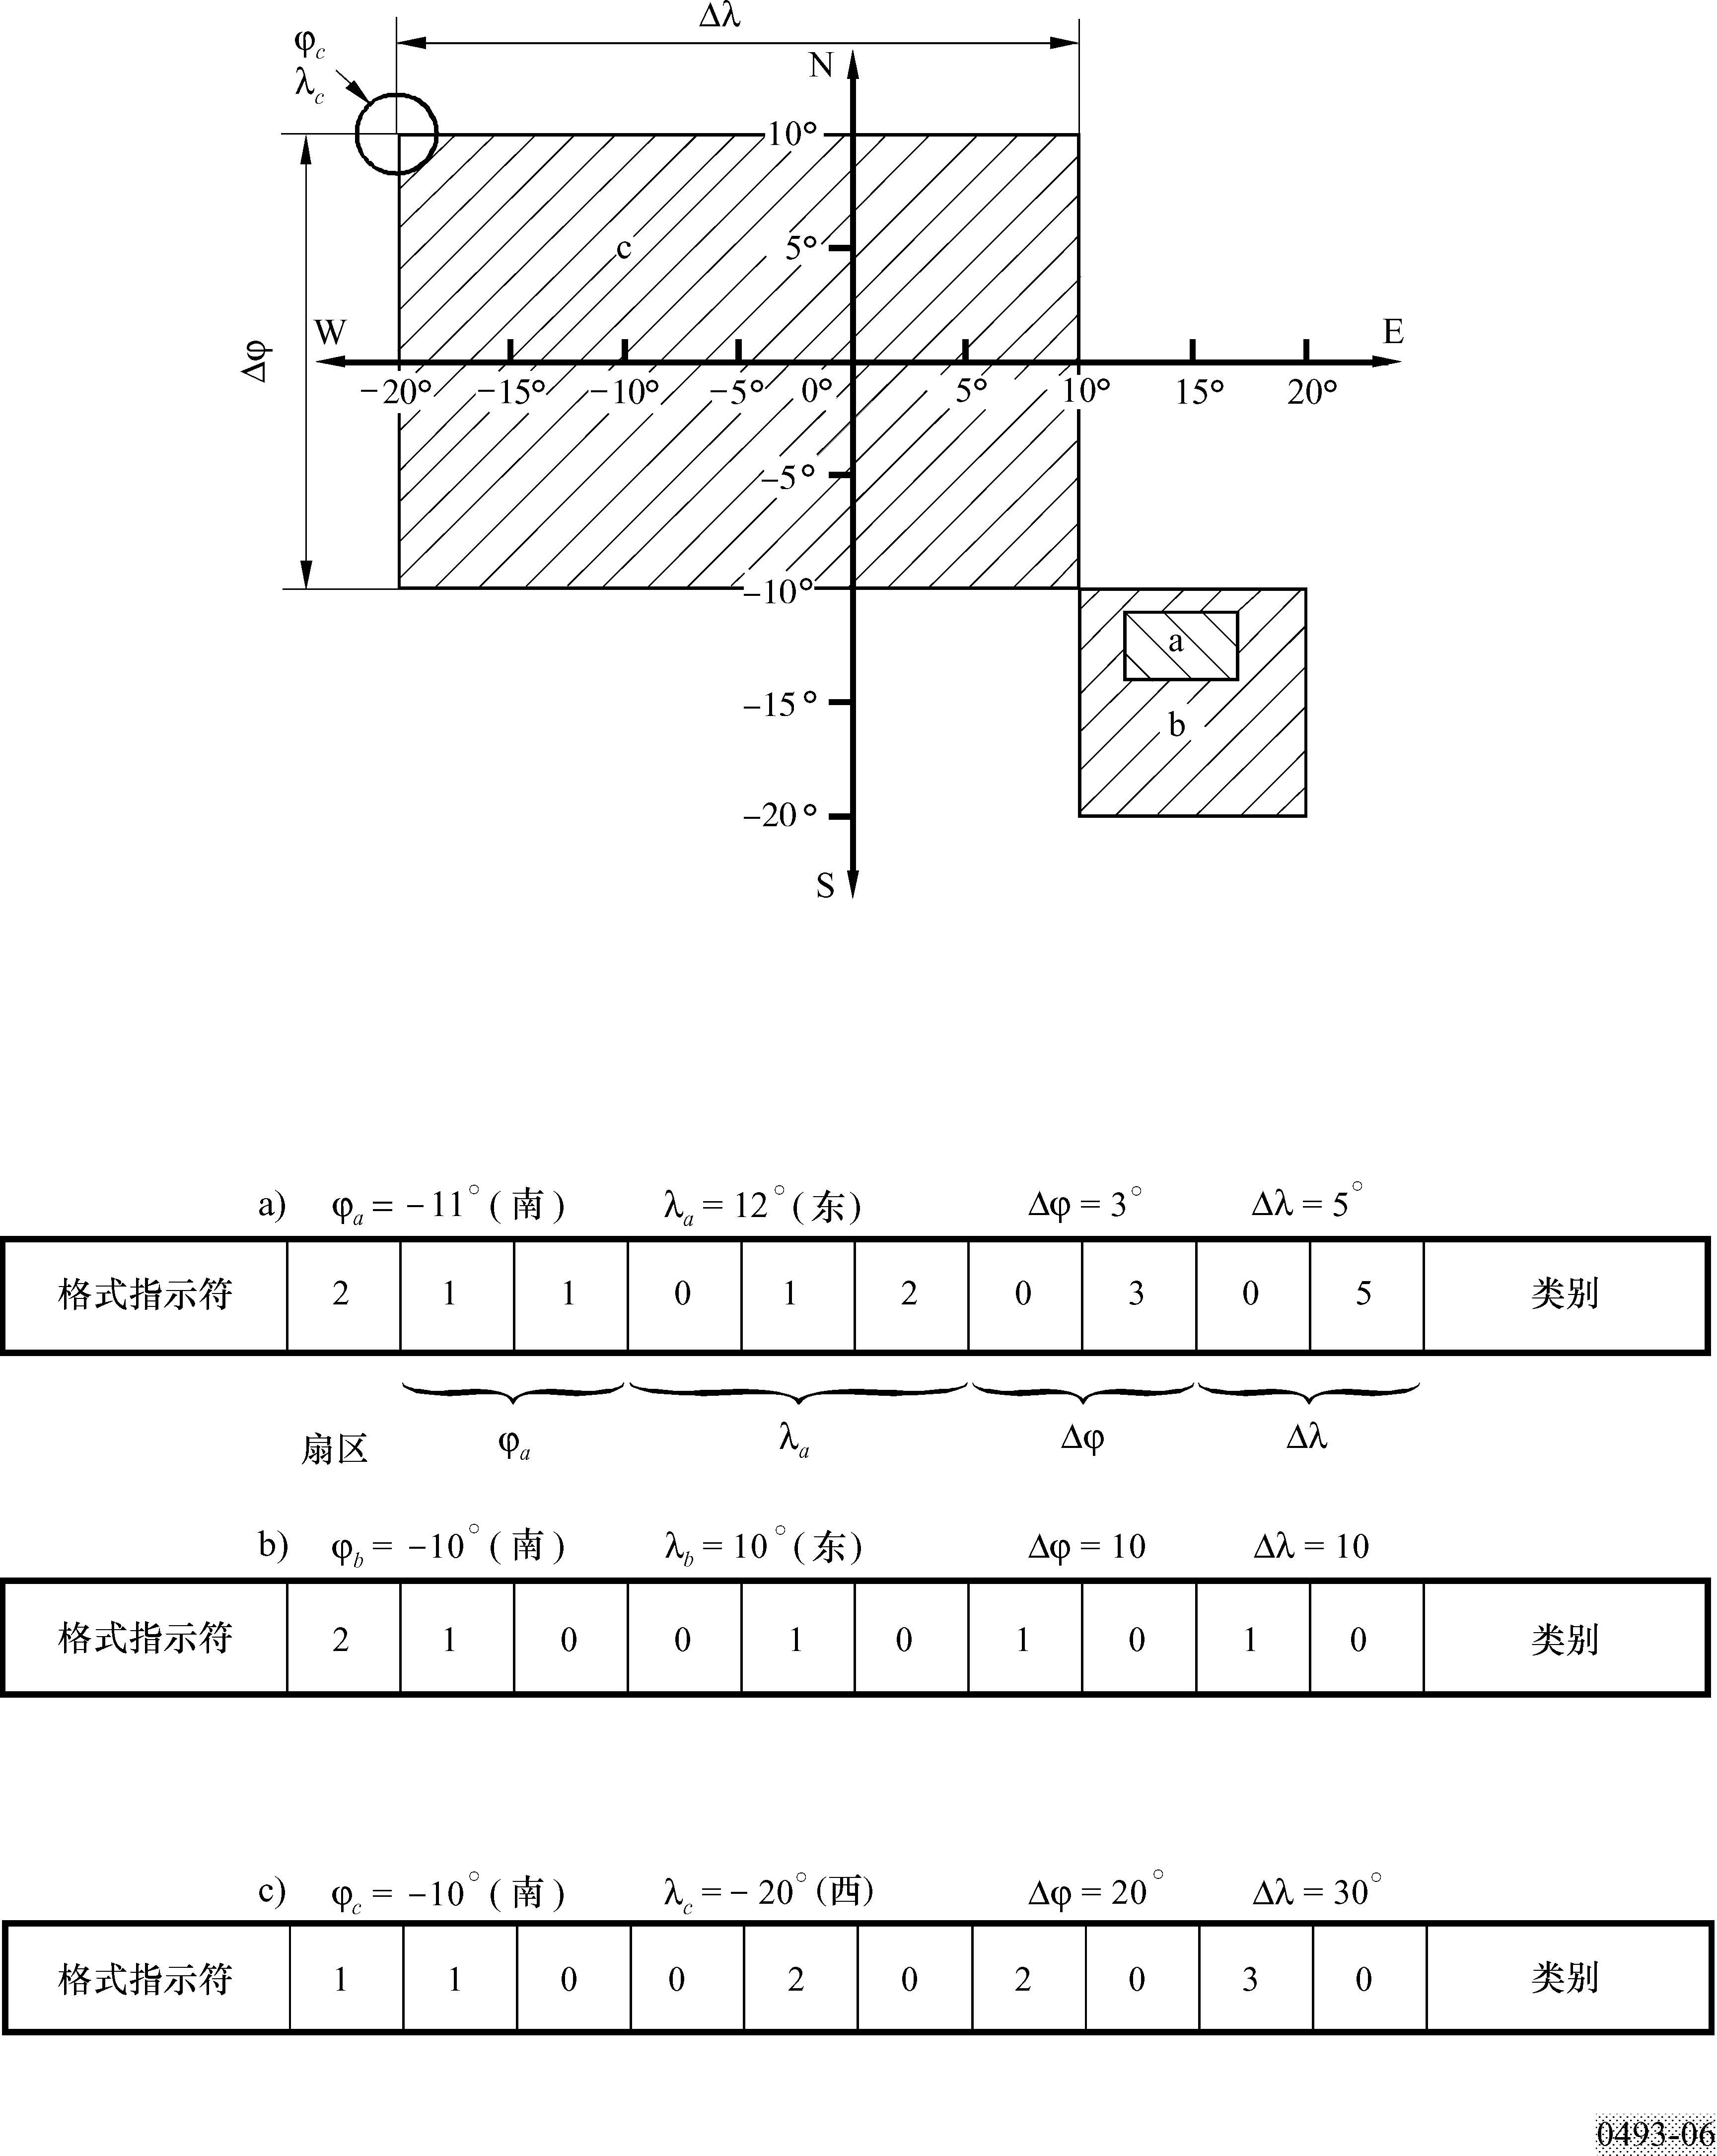 Δλ
φc
λc
N
10°
c
5°
W
E
Δφ
-20° -15° -10° -5° 0° 5° 10° 15° 20°
-5°
-10°
a
-15°
b
-20°
S
a) φa = -11° (南) λa = 12° (东) Δφ = 3° Δλ = 5°
格式指示符 2 1 1 0 1 2 0 3 0 5 类别
扇区 φa λa Δφ Δλ
b) φb = -10° (南) λb = 10° (东) Δφ = 10 Δλ = 10
格式指示符 2 1 0 0 1 0 1 0 1 0 类别
c) φc = -10° (南) λc = - 20° (西) Δφ = 20° Δλ = 30°
格式指示符 1 1 0 0 2 0 2 0 3 0 类别
0493-06